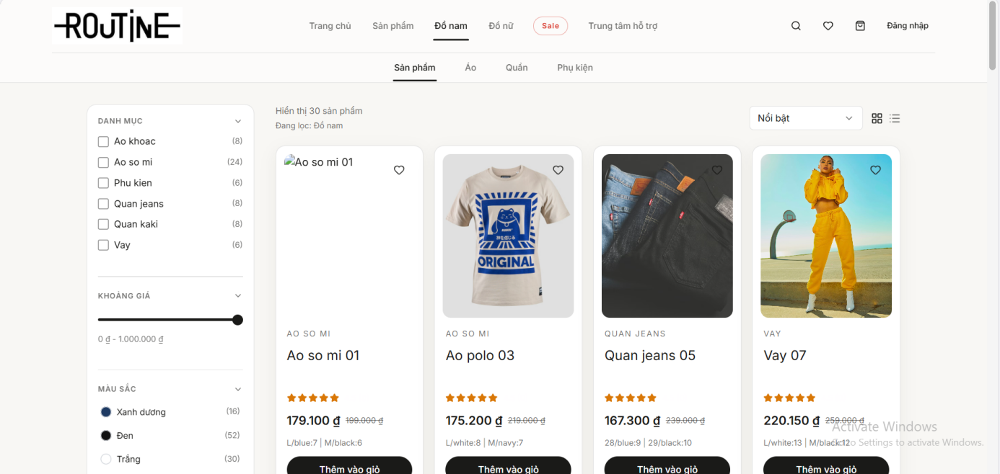 ROUTINE
Trang chủ Sản phẩm Đồ nam Đồ nữ Sale Trung tâm hỗ trợ Đăng nhập
Sản phẩm Áo Quần Phụ kiện
DANH MỤC
Ao khoac (8)
Ao so mi (24)
Phu kien (6)
Quan jeans (8)
Quan kaki (8)
Vay (6)
KHOẢNG GIÁ
0 ₫ - 1.000.000 ₫
MÀU SẮC
Xanh dương (16)
Đen (52)
Trắng (30)
Hiển thị 30 sản phẩm
Đang lọc: Đồ nam
Nổi bật
Ao so mi 01
AO SO MI
Ao so mi 01
179.100 ₫ 199.000 ₫
L/blue:7 | M/black:6
Thêm vào giỏ
神を信じる
ORIGINAL
AO SO MI
Ao polo 03
175.200 ₫ 219.000 ₫
L/white:8 | M/navy:7
Thêm vào giỏ
QUAN JEANS
Quan jeans 05
167.300 ₫ 239.000 ₫
28/blue:9 | 29/black:10
Thêm vào giỏ
VAY
Vay 07
220.150 ₫ 259.000 ₫
L/white:13 | M/black:12
Thêm vào giỏ
Activate Windows
Go to Settings to activate Windows.